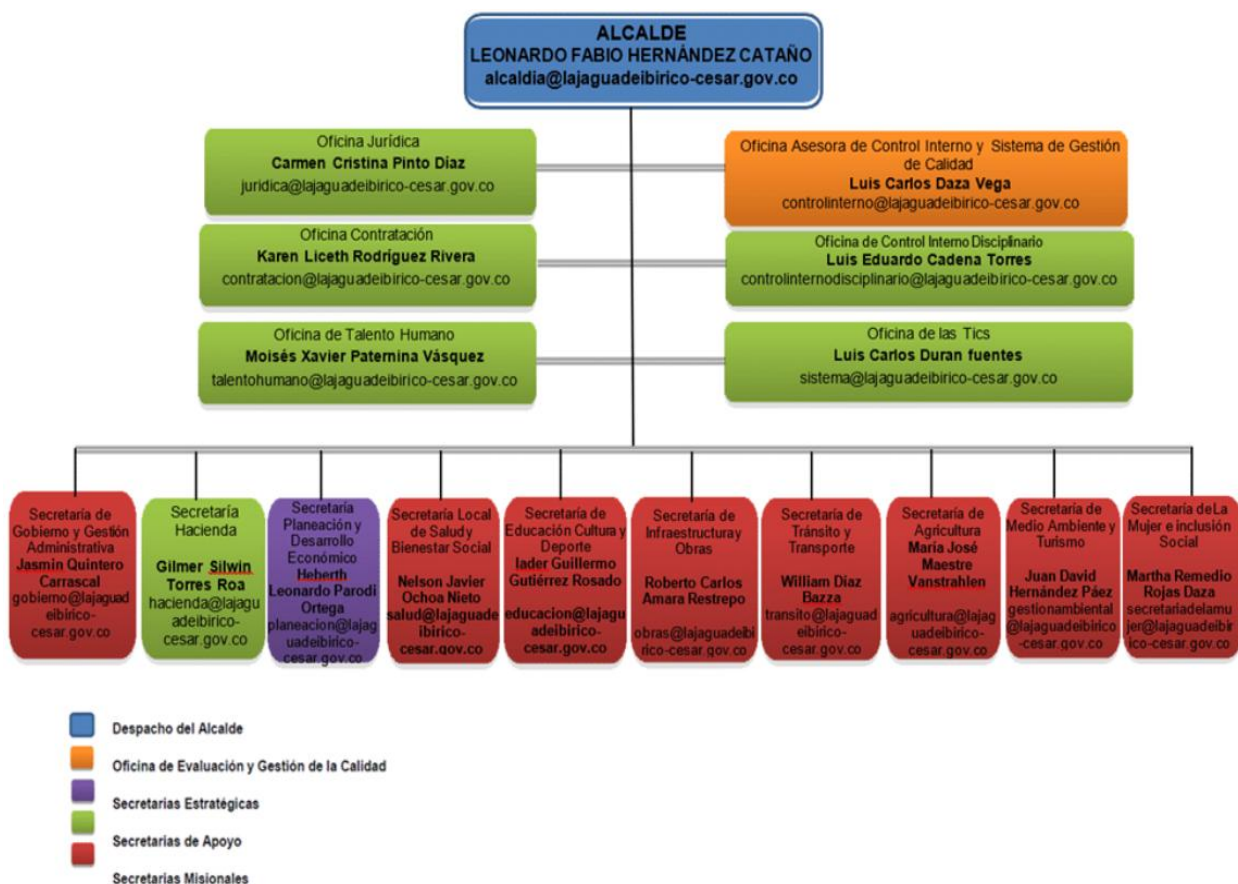 ALCALDE
LEONARDO FABIO HERNÁNDEZ CATAÑO
alcaldia@lajaguadeibirico-cesar.gov.co
Oficina Jurídica
Carmen Cristina Pinto Díaz
juridica@lajaguadeibirico-cesar.gov.co
Oficina Asesora de Control Interno y Sistema de Gestión
de Calidad
Luis Carlos Daza Vega
controlinterno@lajaguadeibirico-cesar.gov.co
Oficina Contratación
Karen Liceth Rodríguez Rivera
contratacion@lajaguadeibirico-cesar.gov.co
Oficina de Control Interno Disciplinario
Luis Eduardo Cadena Torres
controlinternodisciplinario@lajaguadeibirico-cesar.gov.co
Oficina de Talento Humano
Moisés Xavier Paternina Vásquez
talentohumano@lajaguadeibirico-cesar.gov.co
Oficina de las Tics
Luis Carlos Duran fuentes
sistema@lajaguadeibirico-cesar.gov.co
Secretaría de
Gobierno y Gestión
Administrativa
Jasmin Quintero
Carrascal
gobierno@lajaguad
eibirico-
cesar.gov.co
Secretaría
Hacienda
Gilmer Silwin
Torres Roa
hacienda@lajagu
adeibirico-
cesar.gov.co
Secretaría
Planeación y
Desarrollo
Económico
Heberth
Leonardo Parodi
Ortega
planeacion@lajag
uadeibirico-
cesar.gov.co
Secretaría Local
de Salud y
Bienestar Social
Nelson Javier
Ochoa Nieto
salud@lajaguade
ibirico-
cesar.gov.co
Secretaría de
Educación Cultura y
Deporte
Iader Guillermo
Gutiérrez Rosado
educacion@lajagua
deibirico-
cesar.gov.co
Secretaría de
Infraestructura y
Obras
Roberto Carlos
Amara Restrepo
obras@lajaguadeibi
rico-cesar.gov.co
Secretaría de
Tránsito y
Transporte
William Díaz
Bazza
transito@lajaguad
eibirico-
cesar.gov.co
Secretaría de
Agricultura
María José
Maestre
Vanstrahlen
agricultura@lajag
uadeibirico-
cesar.gov.co
Secretaría de
Medio Ambiente y
Turismo
Juan David
Hernández Páez
gestionambiental
@lajaguadeibirico
-cesar.gov.co
Secretaría de La
Mujer e inclusión
Social
Martha Remedio
Rojas Daza
secretariadelamu
jer@lajaguadeibir
ico-cesar.gov.co
Despacho del Alcalde
Oficina de Evaluación y Gestión de la Calidad
Secretarias Estratégicas
Secretarias de Apoyo
Secretarias Misionales